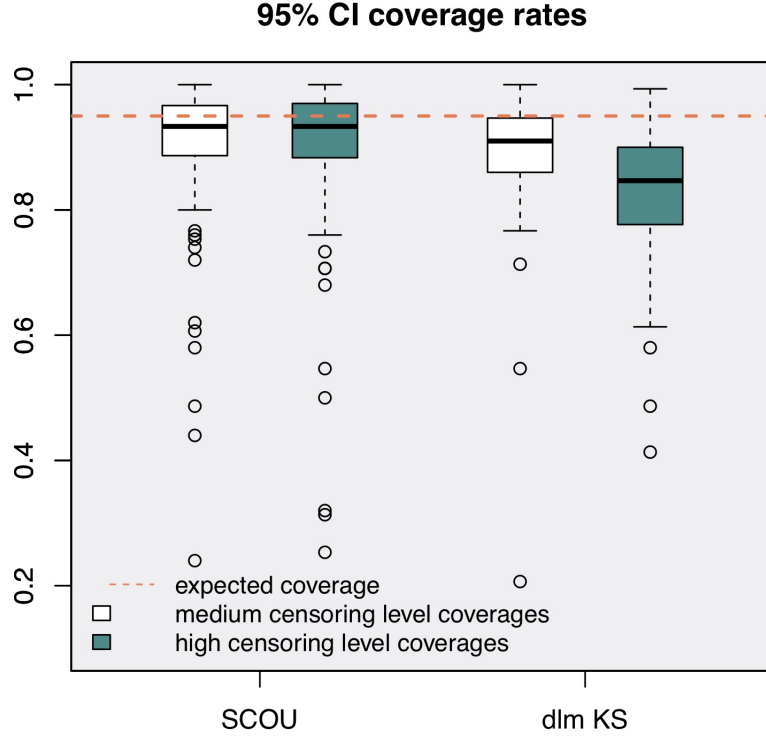 95% CI coverage rates
1.0
0.8
0.6
0.4
0.2
expected coverage
medium censoring level coverages
high censoring level coverages
SCOU dlm KS